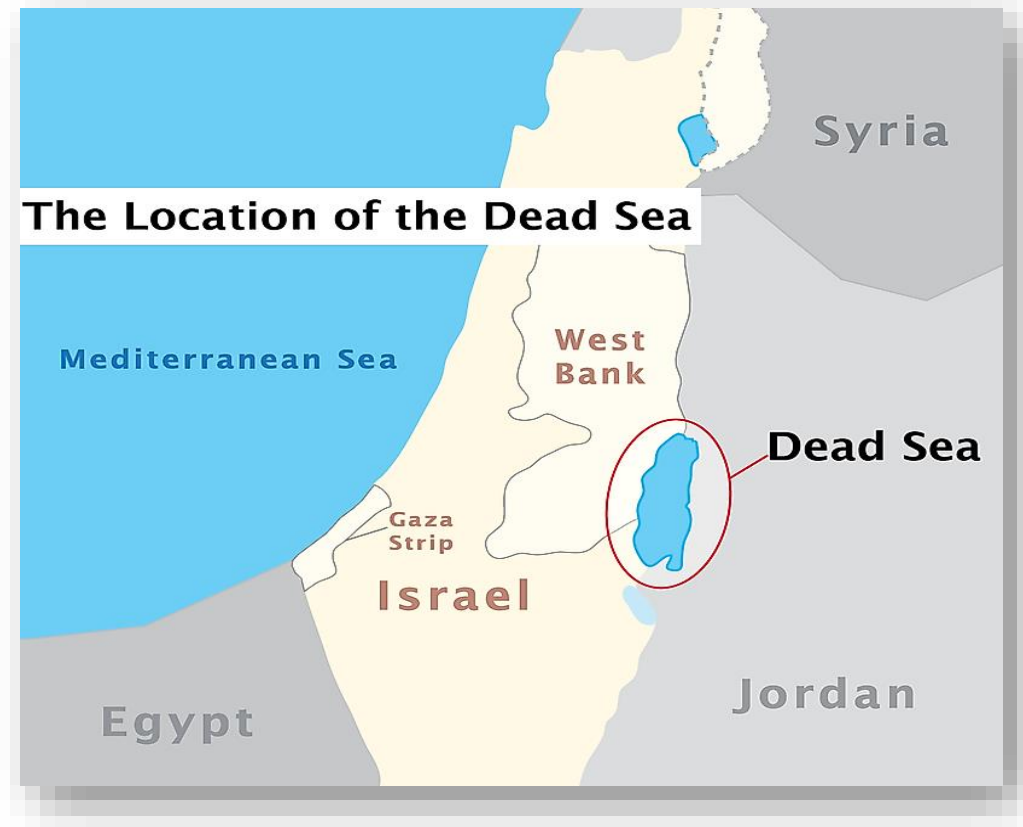 Syria
The Location of the Dead Sea
Mediterranean Sea
West
Bank
Dead Sea
Gaza
Strip
Israel
Egypt
Jordan